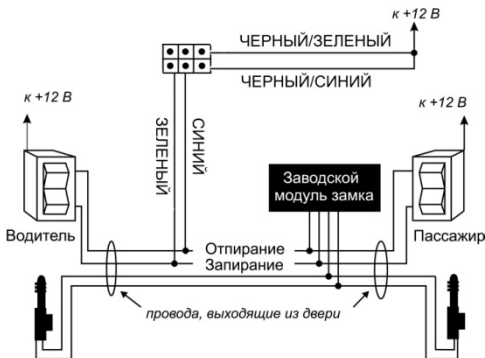 к +12 В
ЧЕРНЫЙ/ЗЕЛЕНЫЙ
ЧЕРНЫЙ/СИНИЙ
к +12 В
к +12 В
ЗЕЛЕНЫЙ
СИНИЙ
Заводской
модуль замка
Водитель
Отпирание
Запирание
Пассажир
провода, выходящие из двери